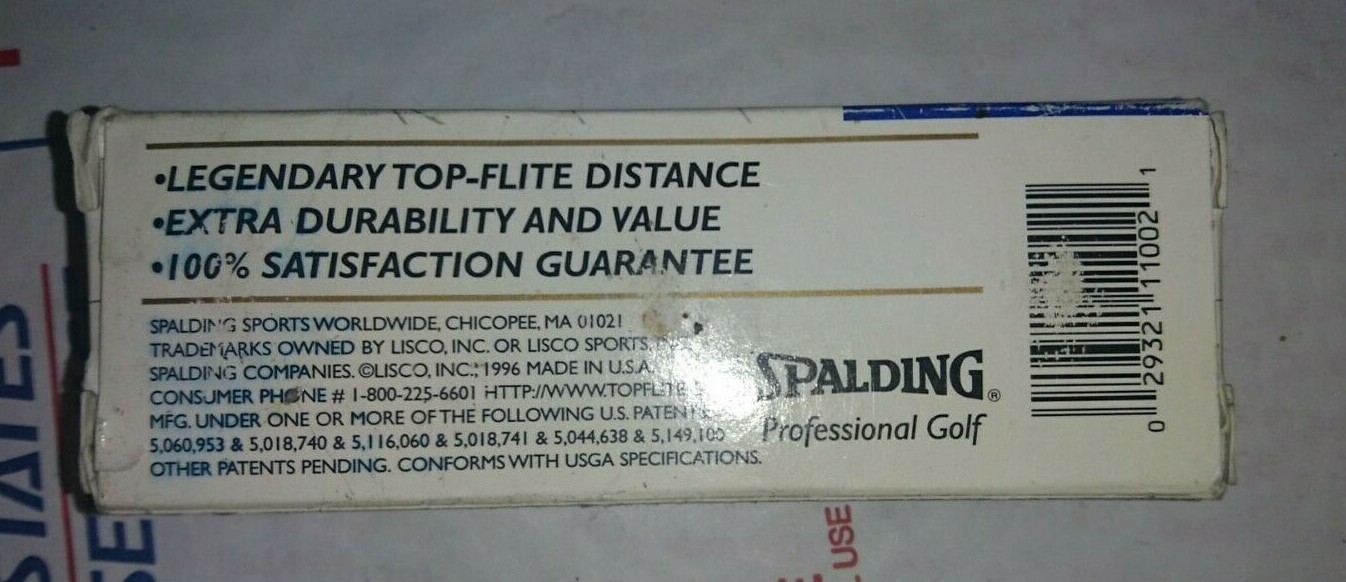 •LEGENDARY TOP-FLITE DISTANCE
•EXTRA DURABILITY AND VALUE
•100% SATISFACTION GUARANTEE
SPALDING SPORTS WORLDWIDE, CHICOPEE, MA 01021
TRADEMARKS OWNED BY LISCO, INC. OR LISCO SPORTS,
SPALDING COMPANIES. ©LISCO, INC.; 1996 MADE IN U.S.A.
CONSUMER PHONE # 1-800-225-6601 HTTP://WWW.TOPFLITE
MFG. UNDER ONE OR MORE OF THE FOLLOWING U.S. PATENTS
5,060,953 & 5,018,740 & 5,116,060 & 5,018,741 & 5,044,638 & 5,149,100
OTHER PATENTS PENDING. CONFORMS WITH USGA SPECIFICATIONS.
SPALDING®
Professional Golf
0 29321 11002 1
STATES
SE
USE